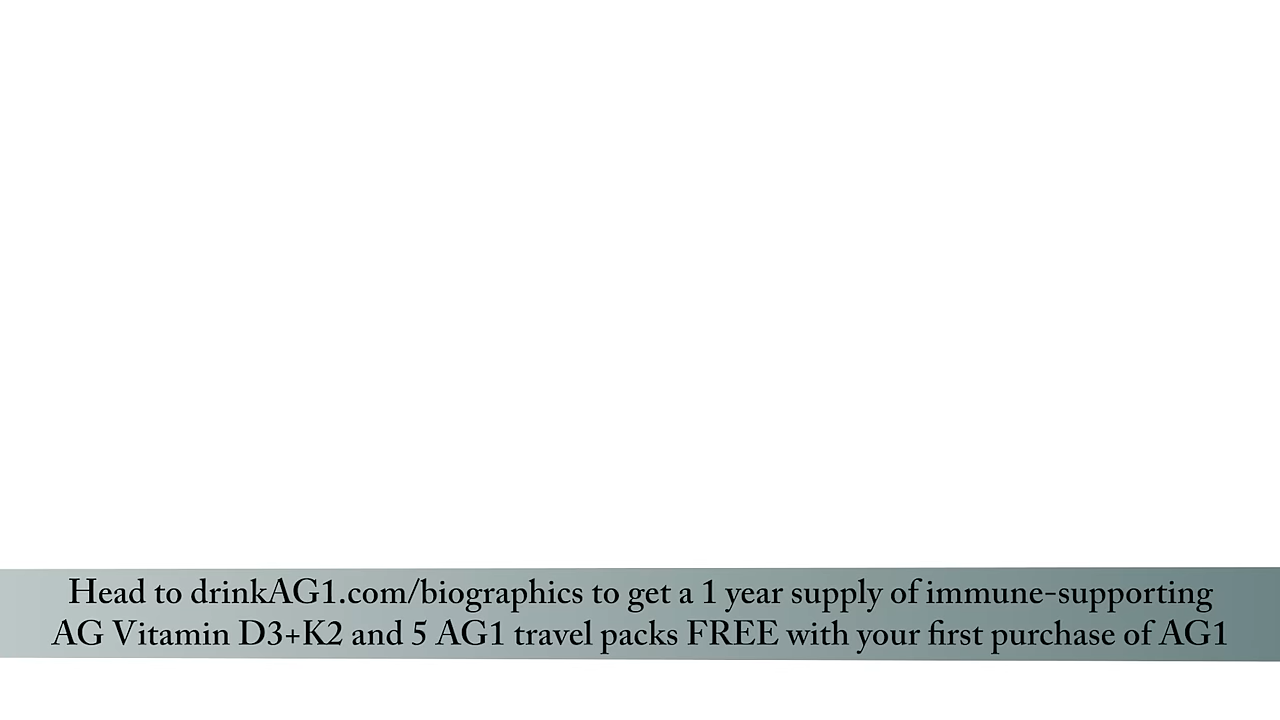 Head to drinkAG1.com/biographics to get a 1 year supply of immune-supporting
AG Vitamin D3+K2 and 5 AG1 travel packs FREE with your first purchase of AG1